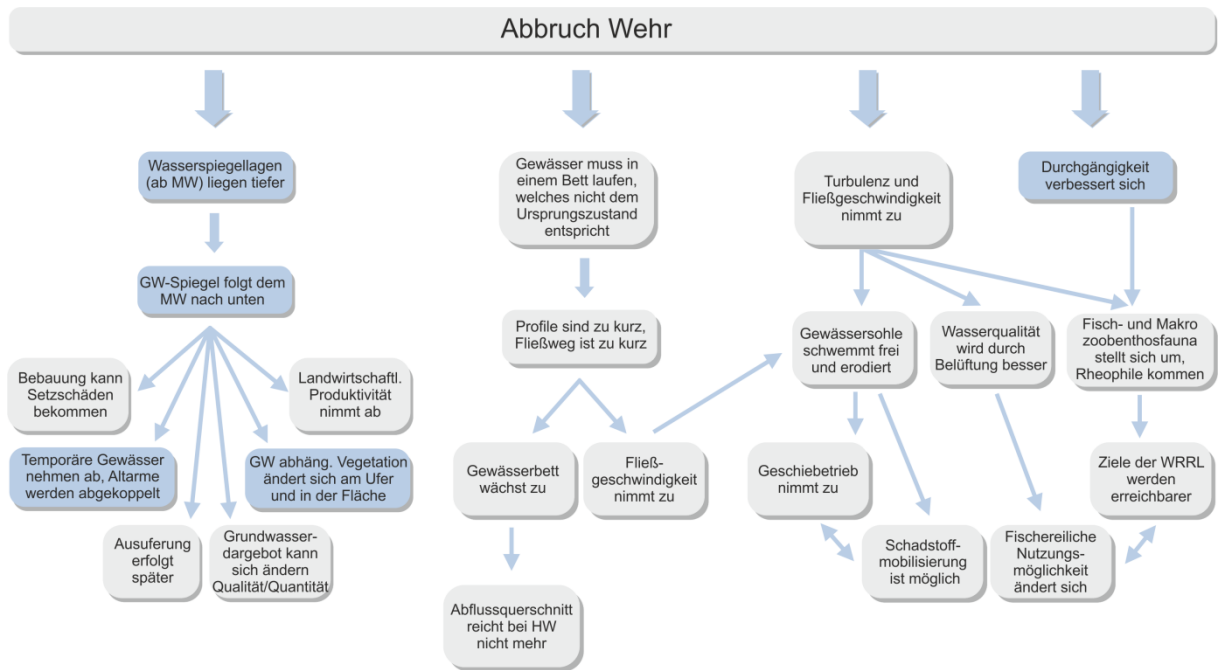 Abbruch Wehr
Wasserspiegellagen
(ab MW) liegen tiefer
Gewässer muss in
einem Bett laufen,
welches nicht dem
Ursprungszustand
entspricht
Turbulenz und
Fließgeschwindigkeit
nimmt zu
Durchgängigkeit
verbessert sich
GW-Spiegel folgt dem
MW nach unten
Profile sind zu kurz,
Fließweg ist zu kurz
Gewässersohle
schwemmt frei
und erodiert
Wasserqualität
wird durch
Belüftung besser
Fisch- und Makro
zoobenthosfauna
stellt sich um,
Rheophile kommen
Bebauung kann
Setzschäden
bekommen
Landwirtschaftl.
Produktivität
nimmt ab
Temporäre Gewässer
nehmen ab, Altarme
werden abgekoppelt
GW abhäng. Vegetation
ändert sich am Ufer
und in der Fläche
Gewässerbett
wächst zu
Fließ-
geschwindigkeit
nimmt zu
Geschiebetrieb
nimmt zu
Ziele der WRRL
werden
erreichbarer
Ausuferung
erfolgt
später
Grundwasser-
dargebot kann
sich ändern
Qualität/Quantität
Schadstoff-
mobilisierung
ist möglich
Fischereiliche
Nutzungs-
möglichkeit
ändert sich
Abflussquerschnitt
reicht bei HW
nicht mehr